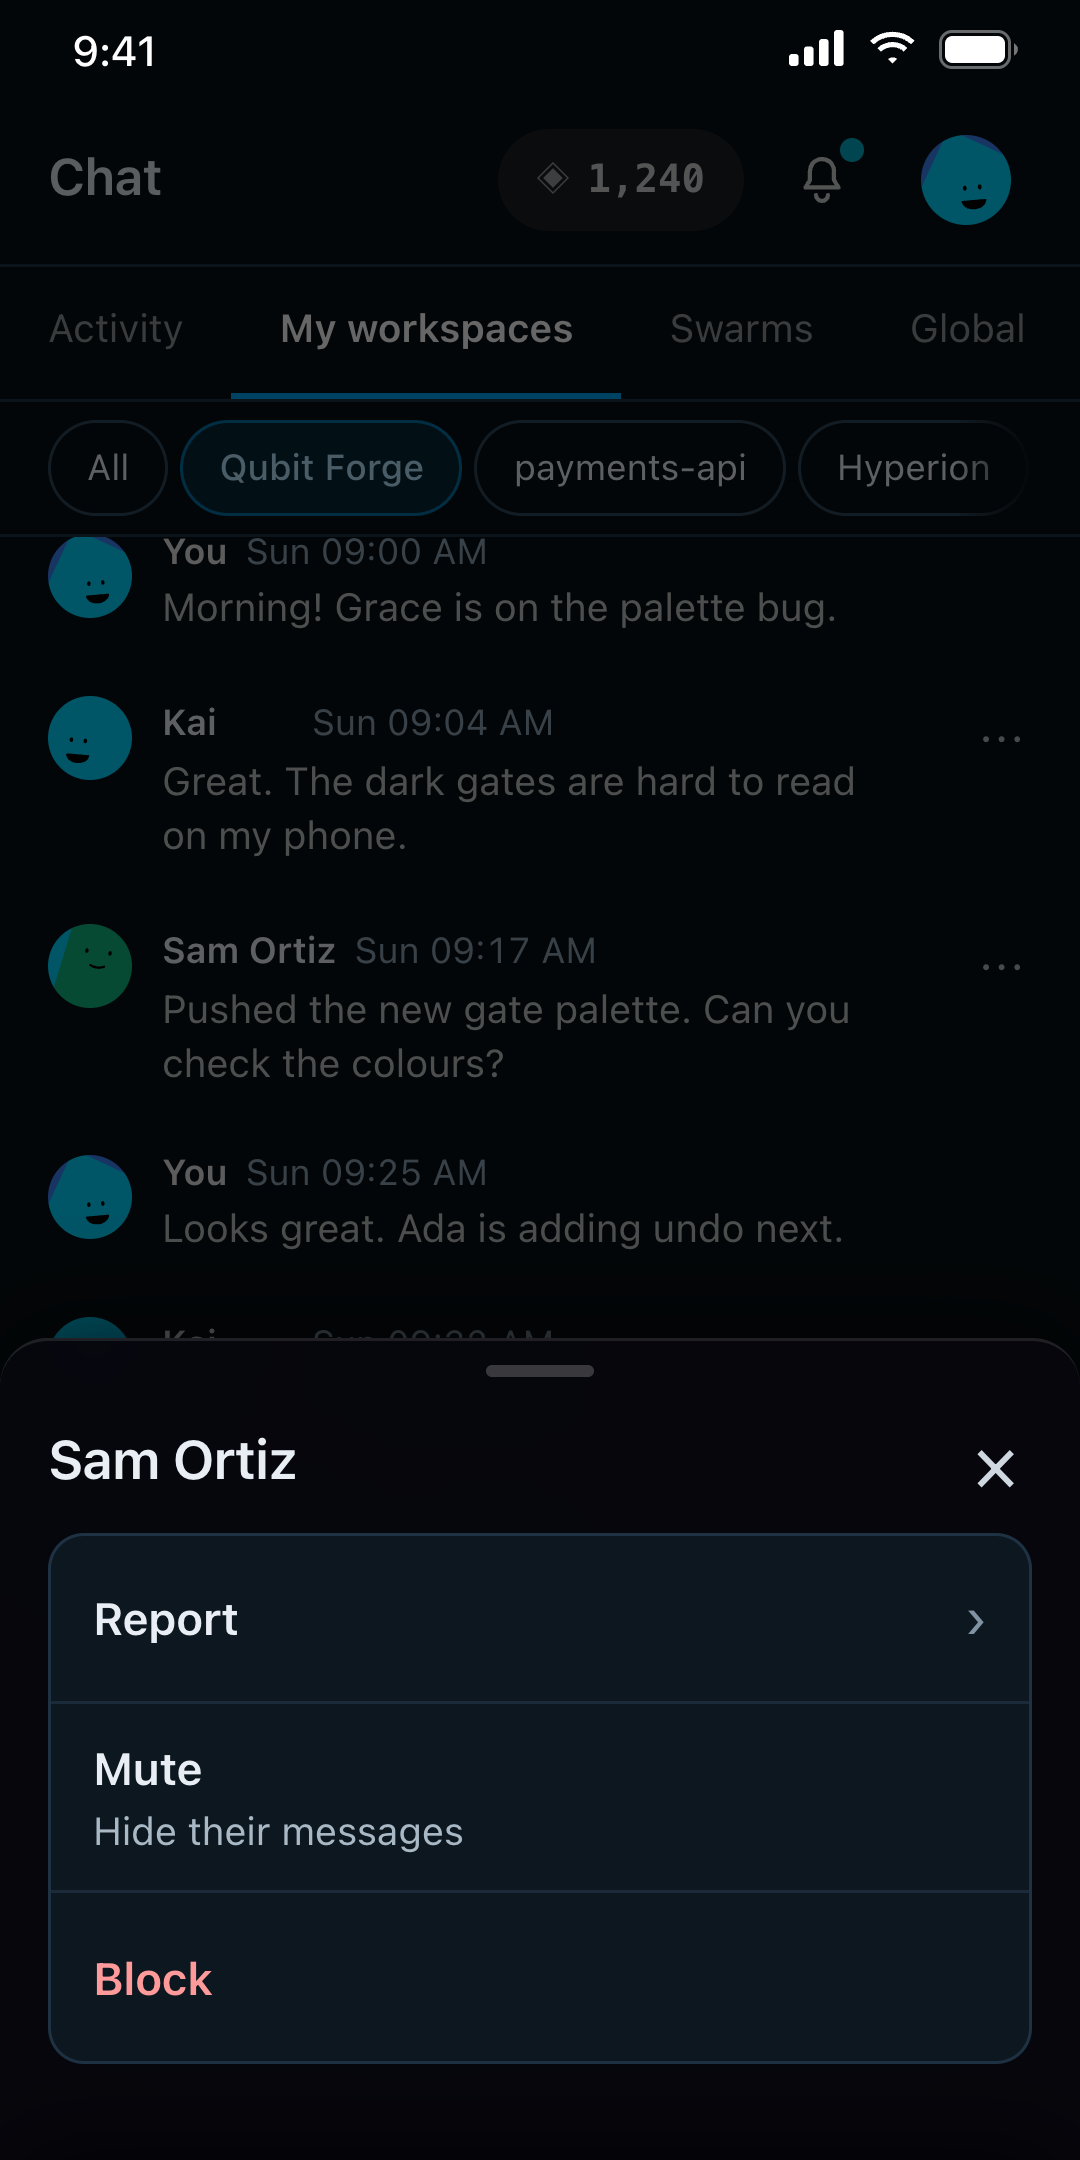 9:41
Chat
1,240
Activity My workspaces Swarms Global
All Qubit Forge payments-api Hyperion
You Sun 09:00 AM
Morning! Grace is on the palette bug.
Kai Sun 09:04 AM
Great. The dark gates are hard to read
on my phone.
Sam Ortiz Sun 09:17 AM
Pushed the new gate palette. Can you
check the colours?
You Sun 09:25 AM
Looks great. Ada is adding undo next.
Kai Sun
Sam Ortiz
Report
Mute
Hide their messages
Block